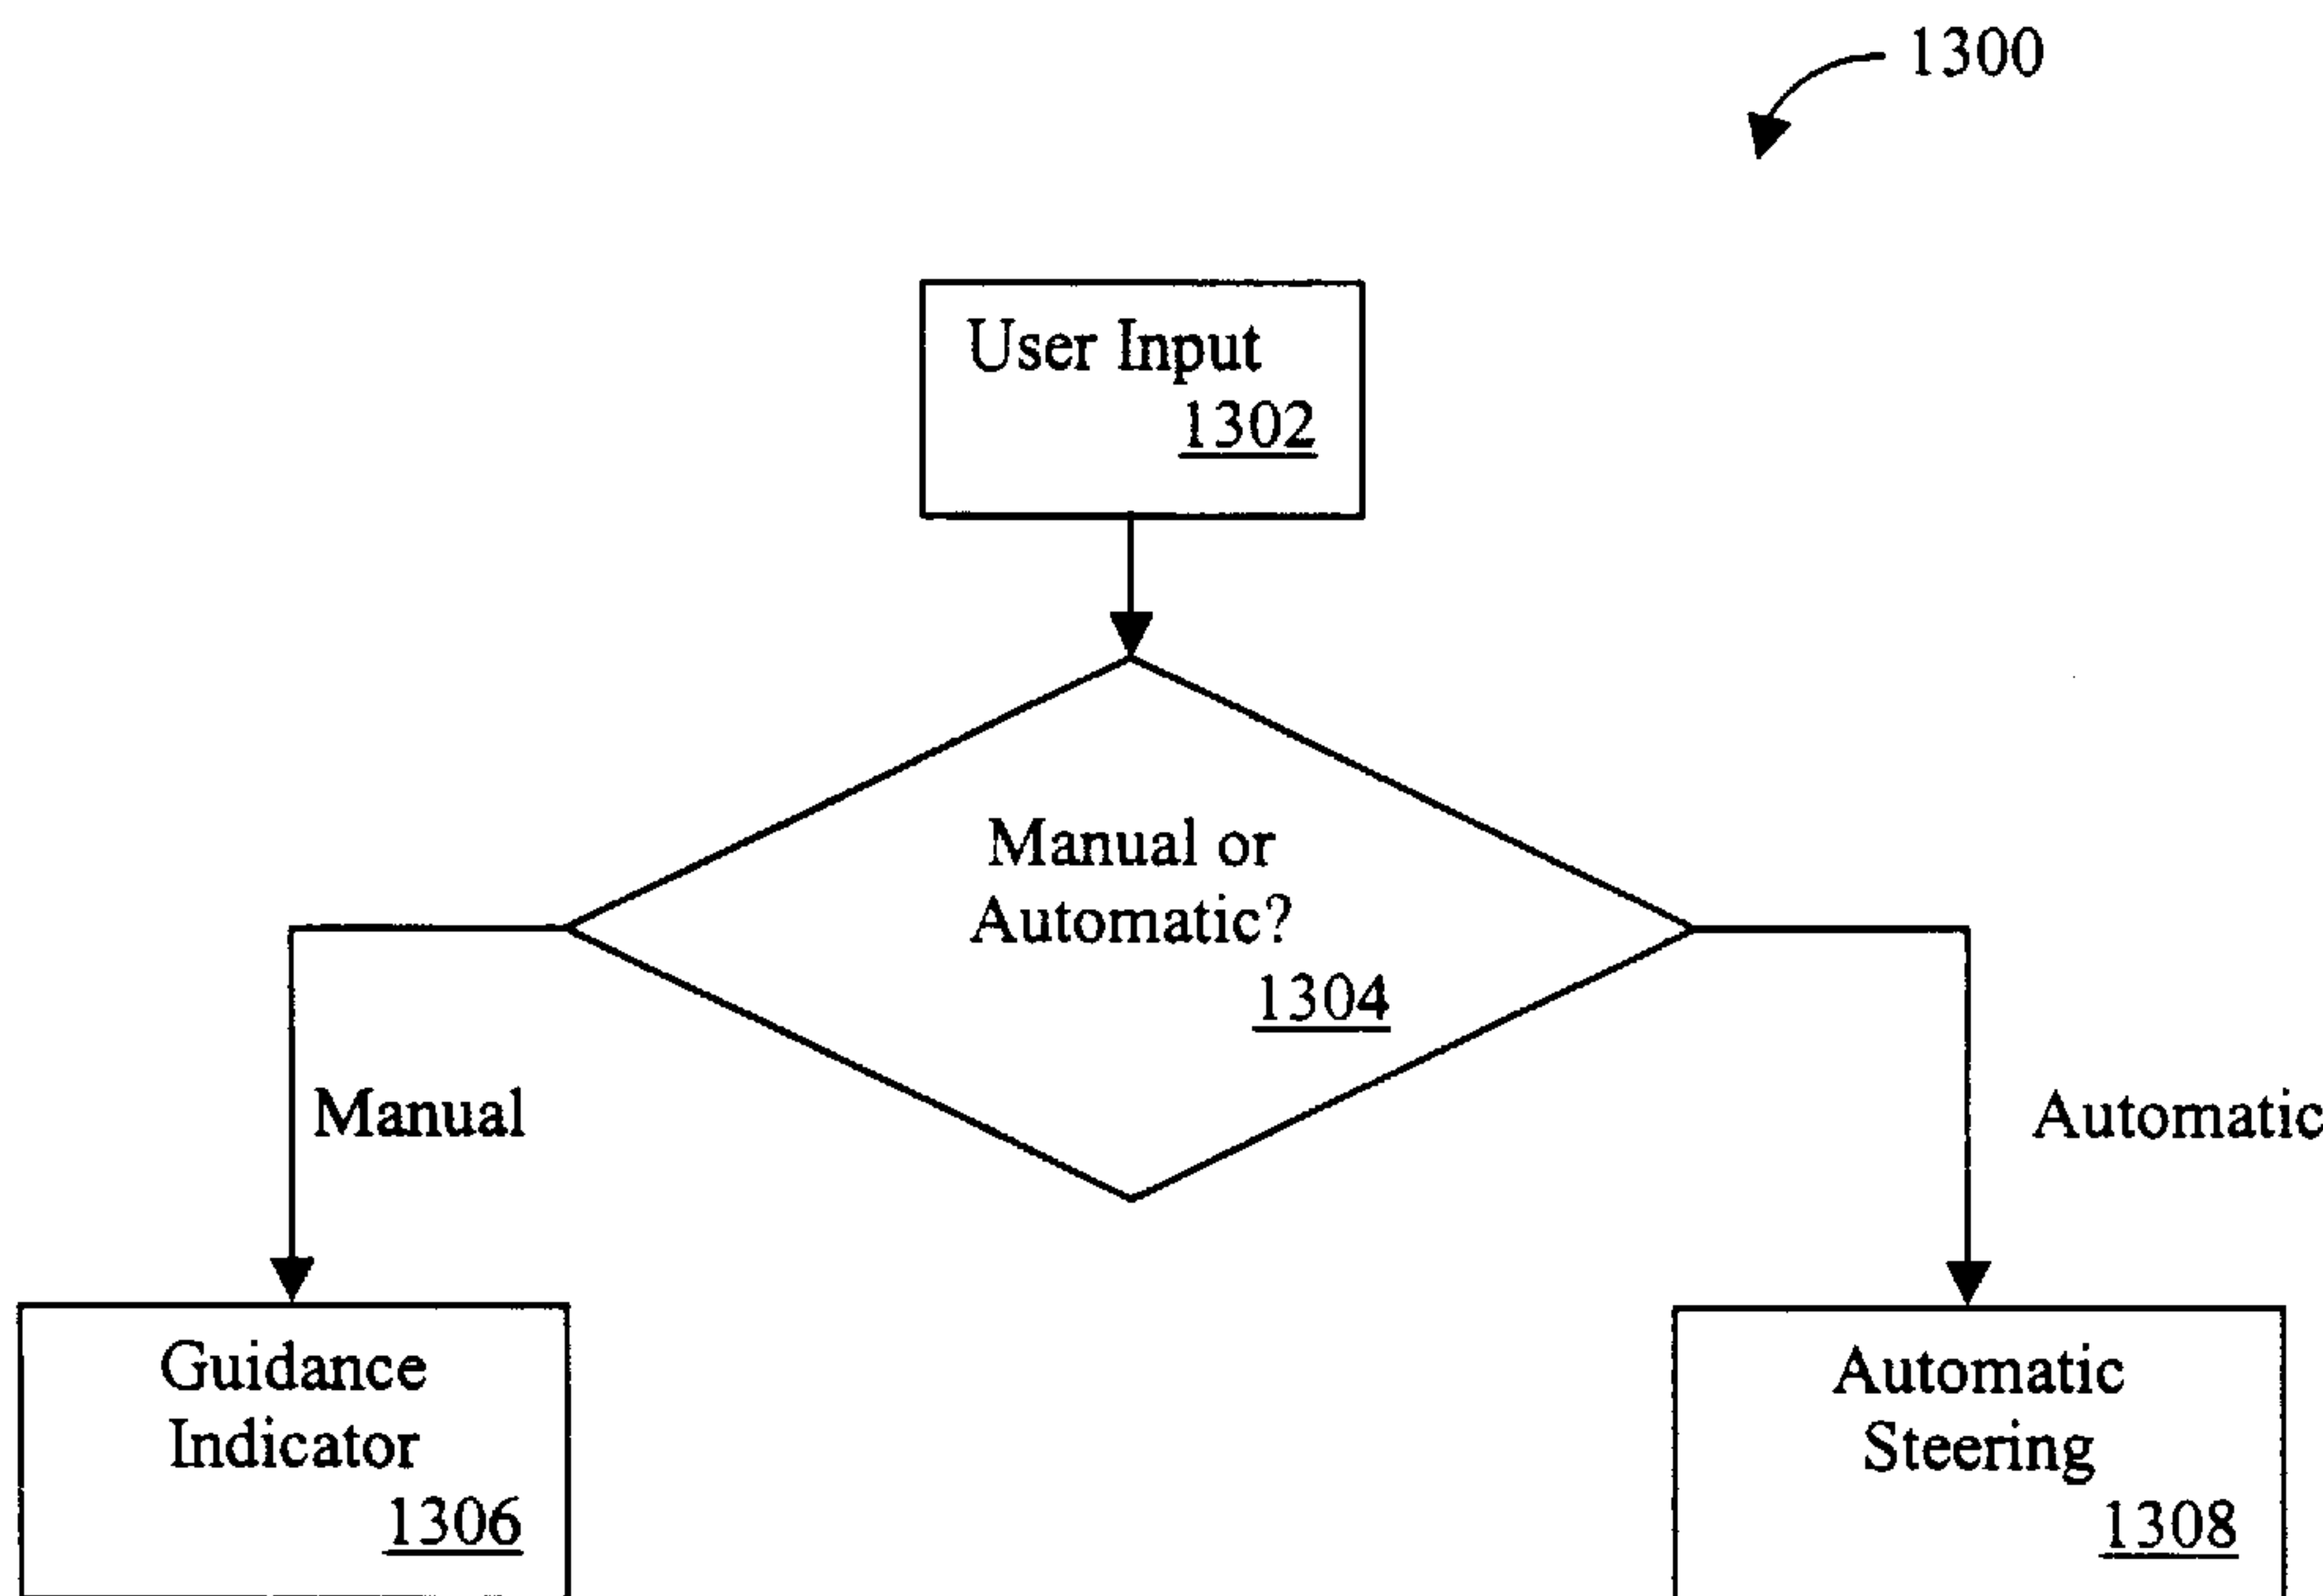 1300
User Input
1302
Manual or
Automatic?
1304
Manual
Automatic
Guidance
Indicator
1306
Automatic
Steering
1308